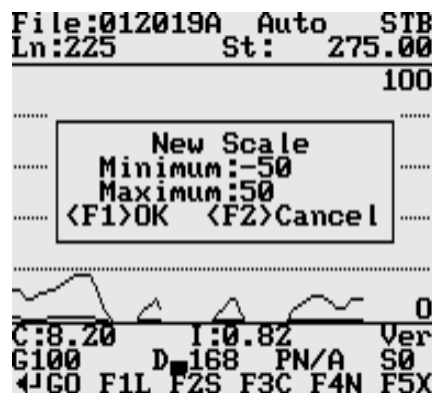 File:012019A Auto STB
Ln:225 St: 275.00
100
New Scale
Minimum:-50
Maximum:50
<F1>OK <F2>Cancel
0
C:8.20 I:0.82 Ver
G100 D▄168 PN/A S0
↵GO F1L F2S F3C F4N F5X